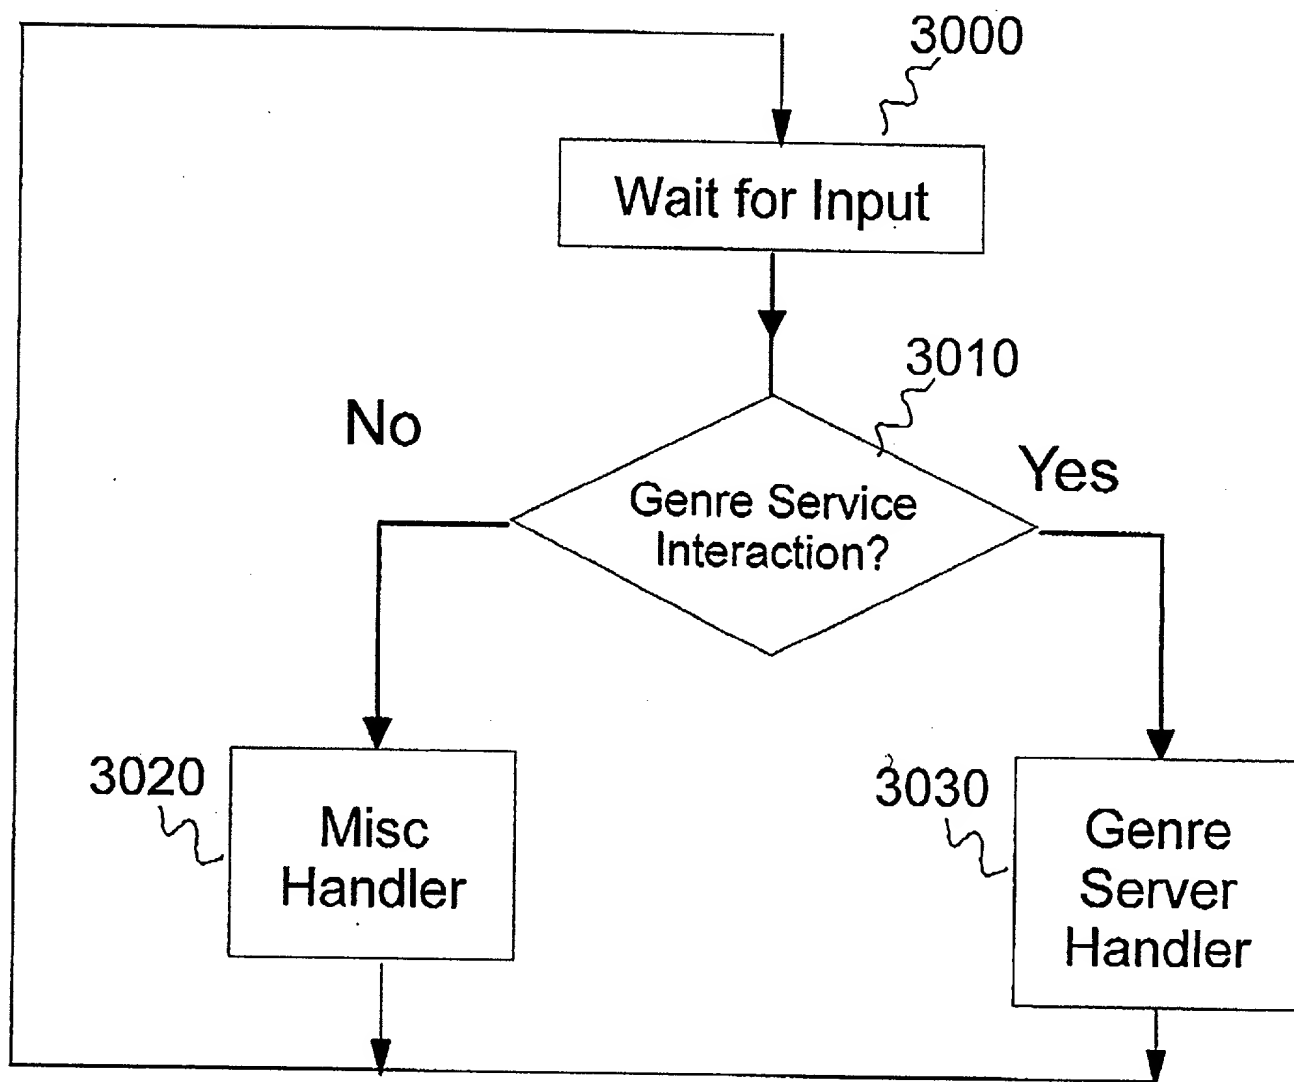 3000
Wait for Input
3010
No
Yes
Genre Service
Interaction?
3020
Misc
Handler
3030
Genre
Server
Handler